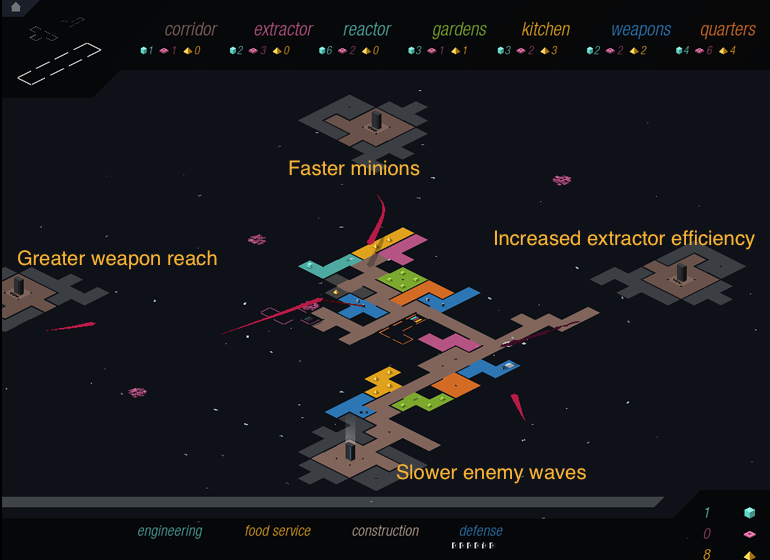 corridor extractor reactor gardens kitchen weapons quarters
1 1 0 2 3 0 6 2 0 3 1 1 3 2 3 2 2 2 4 6 4
Faster minions
Increased extractor efficiency
Greater weapon reach
Slower enemy waves
1
engineering food service construction defense
0
8